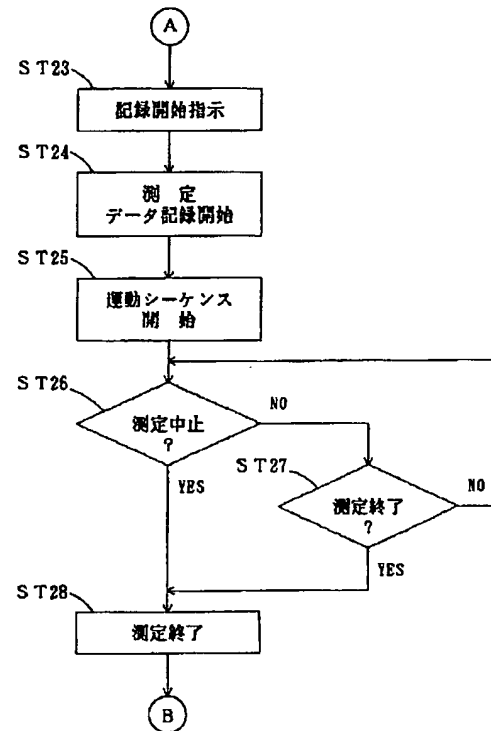 A
ST23
記録開始指示
ST24
測 定
データ記録開始
ST25
運動シーケンス
開 始
ST26
測定中止
?
NO
YES
ST27
測定終了
?
NO
YES
ST28
測定終了
B